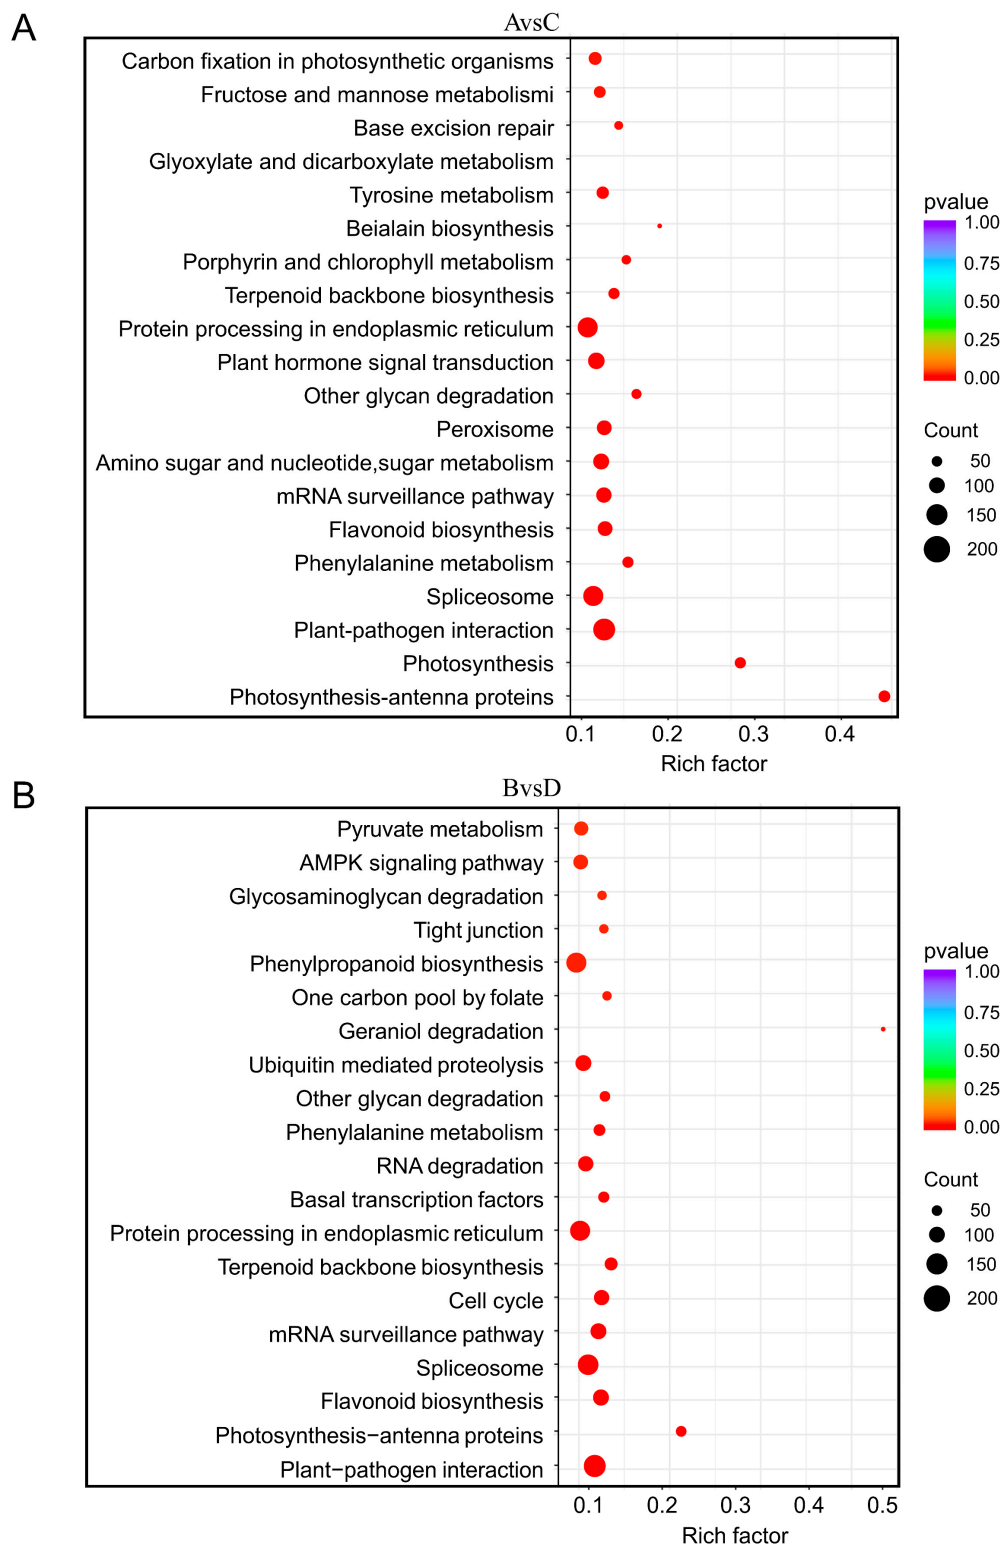 A
AvsC
Carbon fixation in photosynthetic organisms
Fructose and mannose metabolismi
Base excision repair
Glyoxylate and dicarboxylate metabolism
Tyrosine metabolism
Beialain biosynthesis
Porphyrin and chlorophyll metabolism
Terpenoid backbone biosynthesis
Protein processing in endoplasmic reticulum
Plant hormone signal transduction
Other glycan degradation
Peroxisome
Amino sugar and nucleotide,sugar metabolism
mRNA surveillance pathway
Flavonoid biosynthesis
Phenylalanine metabolism
Spliceosome
Plant-pathogen interaction
Photosynthesis
Photosynthesis-antenna proteins
0.1 0.2 0.3 0.4
Rich factor
pvalue
1.00
0.75
0.50
0.25
0.00
Count
50
100
150
200
B
BvsD
Pyruvate metabolism
AMPK signaling pathway
Glycosaminoglycan degradation
Tight junction
Phenylpropanoid biosynthesis
One carbon pool by folate
Geraniol degradation
Ubiquitin mediated proteolysis
Other glycan degradation
Phenylalanine metabolism
RNA degradation
Basal transcription factors
Protein processing in endoplasmic reticulum
Terpenoid backbone biosynthesis
Cell cycle
mRNA surveillance pathway
Spliceosome
Flavonoid biosynthesis
Photosynthesis−antenna proteins
Plant−pathogen interaction
0.1 0.2 0.3 0.4 0.5
Rich factor
pvalue
1.00
0.75
0.50
0.25
0.00
Count
50
100
150
200